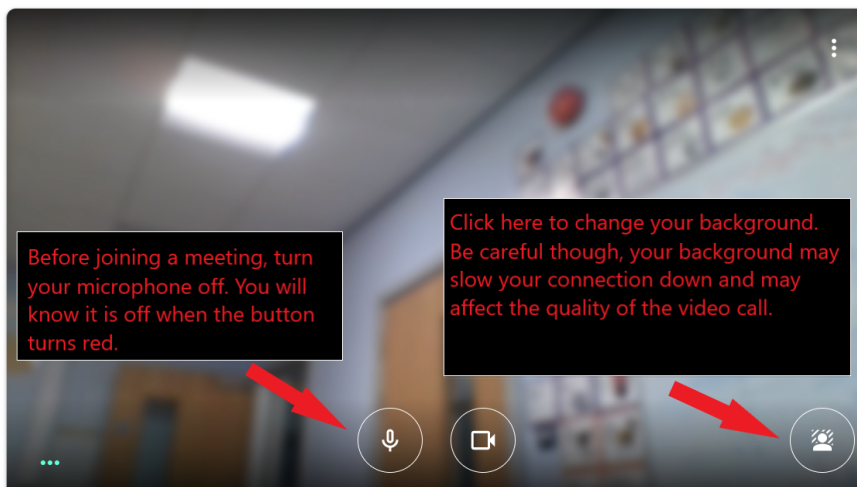 Before joining a meeting, turn
your microphone off. You will
know it is off when the button
turns red.
Click here to change your background.
Be careful though, your background may
slow your connection down and may
affect the quality of the video call.